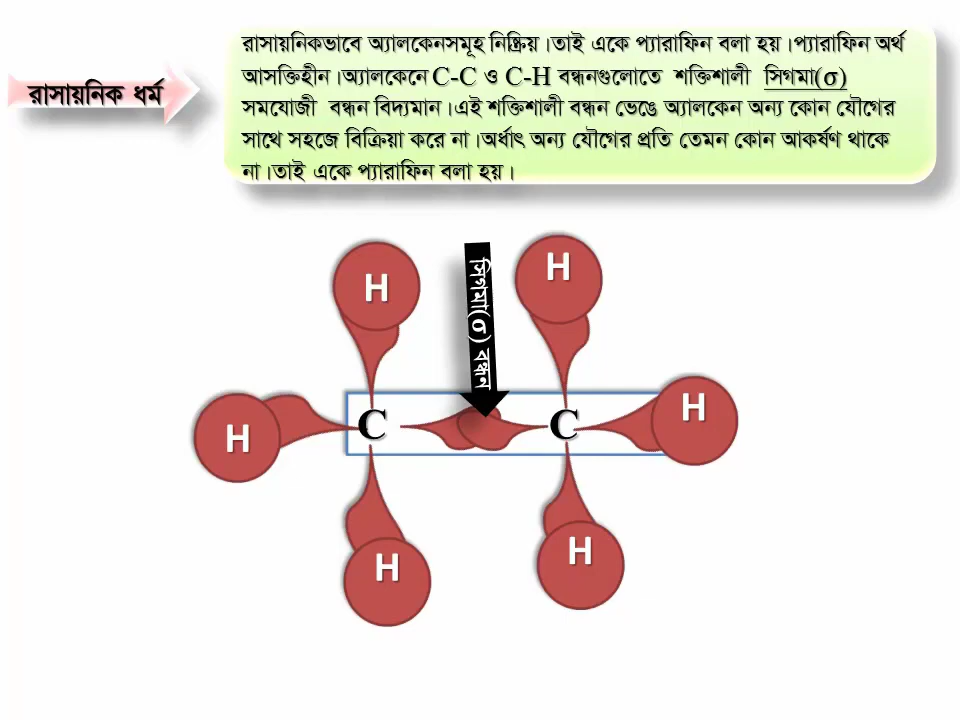 রাসায়নিক ধর্ম
রাসায়নিকভাবে অ্যালকেনসমূহ নিষ্ক্রিয়।তাই একে প্যারাফিন বলা হয়।প্যারাফিন অর্থ
আসক্তিহীন।অ্যালকেনে C-C ও C-H বন্ধনগুলোতে শক্তিশালী সিগমা(σ)
সমযোজী বন্ধন বিদ্যমান।এই শক্তিশালী বন্ধন ভেঙে অ্যালকেন অন্য কোন যৌগের
সাথে সহজে বিক্রিয়া করে না।অর্ধাৎ অন্য যৌগের প্রতি তেমন কোন আকর্ষণ থাকে
না।তাই একে প্যারাফিন বলা হয়।
H
H
সিগমা(σ) বন্ধন
H
C
C
H
H
H